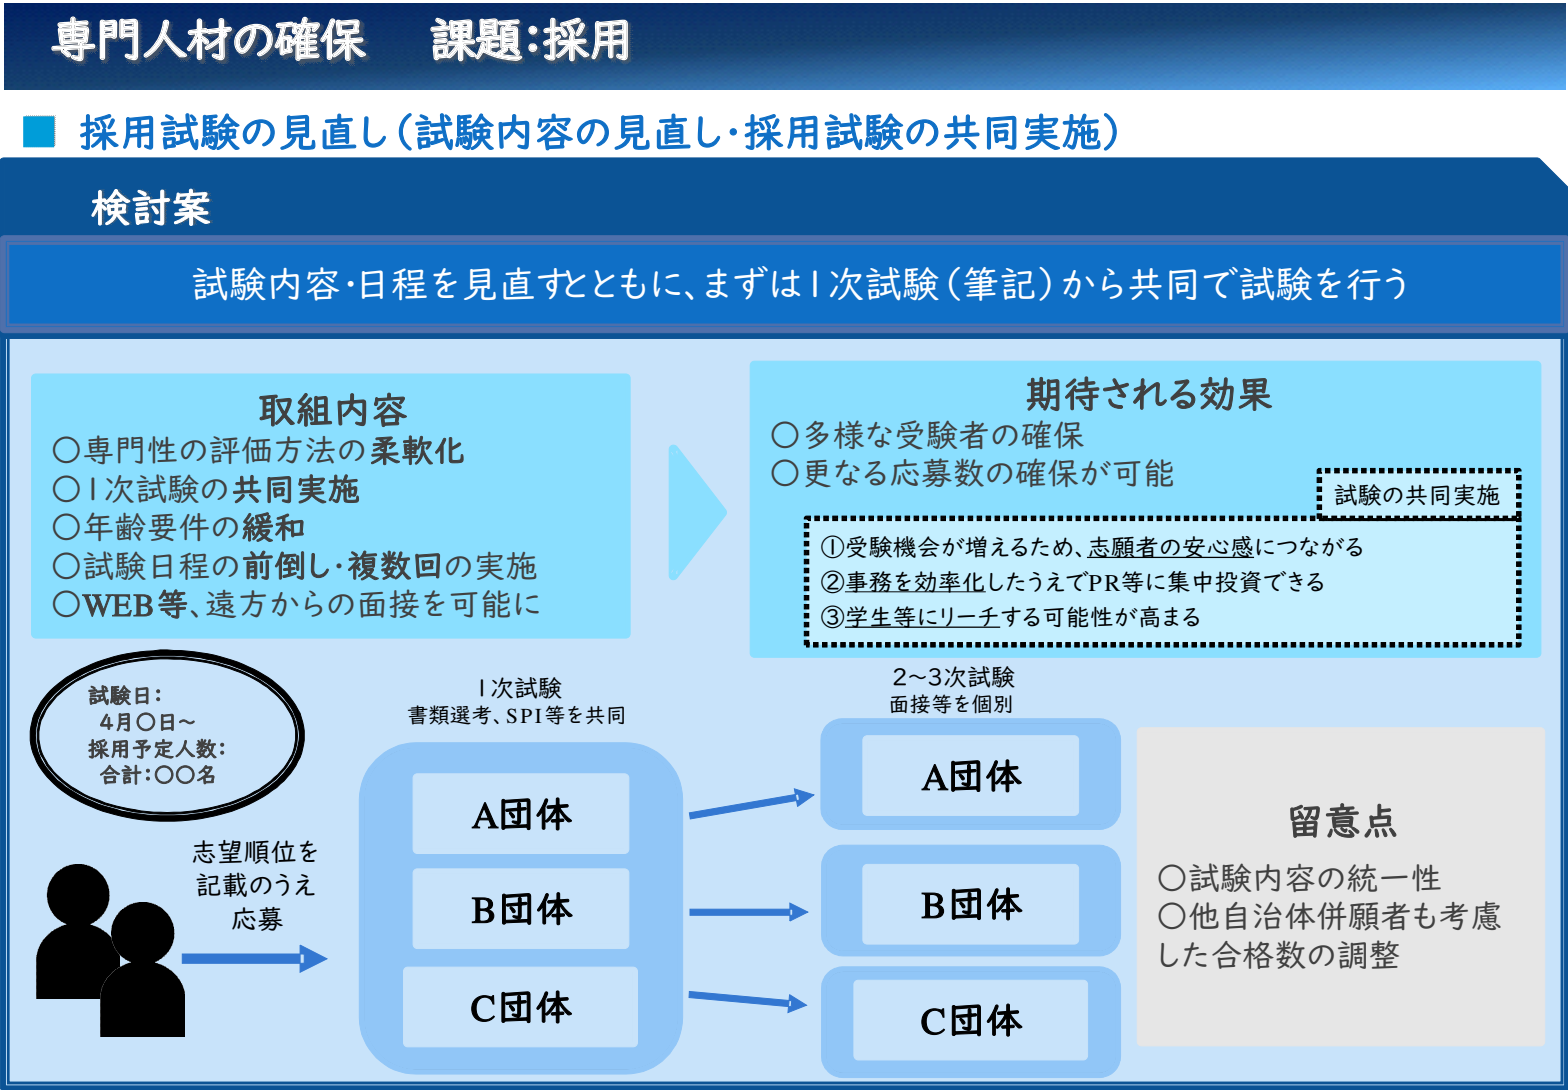 専門人材の確保　課題：採用
■ 採用試験の見直し（試験内容の見直し・採用試験の共同実施）
検討案
試験内容・日程を見直すとともに、まずは1次試験（筆記）から共同で試験を行う
取組内容
〇専門性の評価方法の柔軟化
〇1次試験の共同実施
〇年齢要件の緩和
〇試験日程の前倒し・複数回の実施
〇WEB等、遠方からの面接を可能に
期待される効果
〇多様な受験者の確保
〇更なる応募数の確保が可能
試験の共同実施
①受験機会が増えるため、志願者の安心感につながる
②事務を効率化したうえでPR等に集中投資できる
③学生等にリーチする可能性が高まる
試験日：
4月〇日～
採用予定人数：
合計：〇〇名
志望順位を
記載のうえ
応募
1次試験
書類選考、SPI等を共同
A団体
B団体
C団体
2～3次試験
面接等を個別
A団体
B団体
C団体
留意点
〇試験内容の統一性
〇他自治体併願者も考慮
した合格数の調整